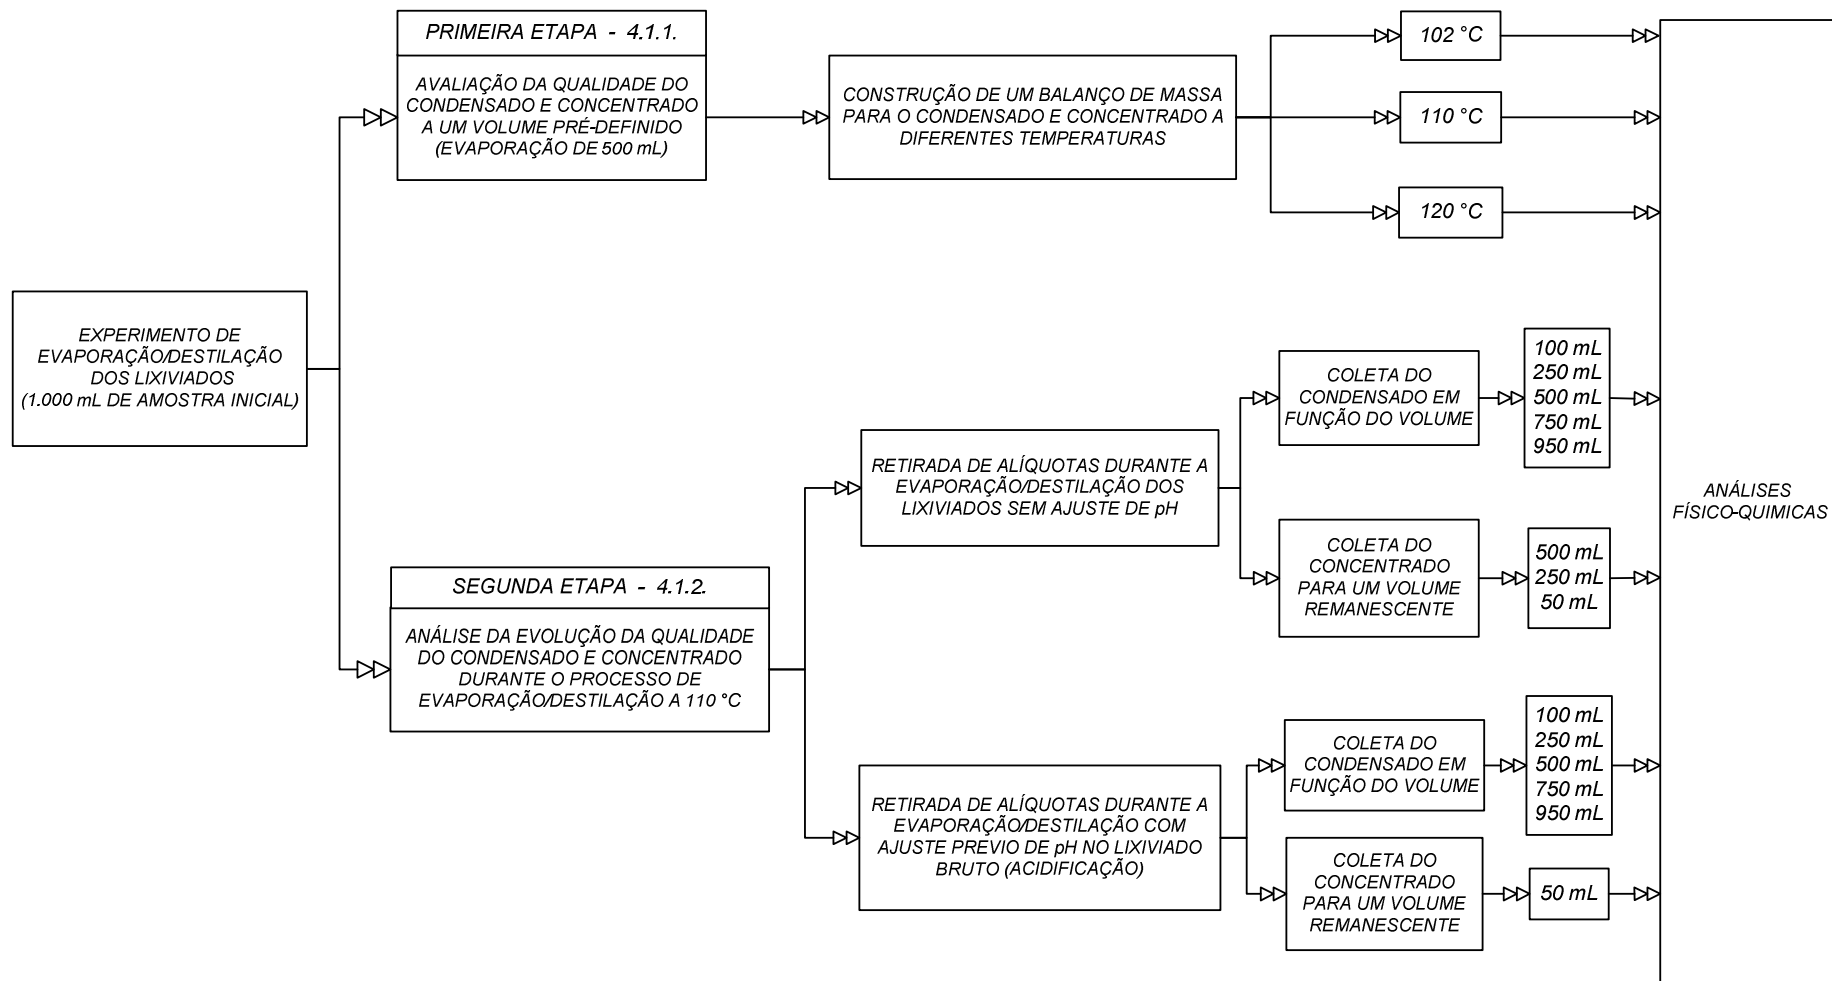 PRIMEIRA ETAPA - 4.1.1.
AVALIAÇÃO DA QUALIDADE DO
CONDENSADO E CONCENTRADO
A UM VOLUME PRÉ-DEFINIDO
(EVAPORAÇÃO DE 500 mL)
CONSTRUÇÃO DE UM BALANÇO DE MASSA
PARA O CONDENSADO E CONCENTRADO A
DIFERENTES TEMPERATURAS
102 °C
110 °C
120 °C
EXPERIMENTO DE
EVAPORAÇÃO/DESTILAÇÃO
DOS LIXIVIADOS
(1.000 mL DE AMOSTRA INICIAL)
SEGUNDA ETAPA - 4.1.2.
ANÁLISE DA EVOLUÇÃO DA QUALIDADE
DO CONDENSADO E CONCENTRADO
DURANTE O PROCESSO DE
EVAPORAÇÃO/DESTILAÇÃO A 110 °C
RETIRADA DE ALÍQUOTAS DURANTE A
EVAPORAÇÃO/DESTILAÇÃO DOS
LIXIVIADOS SEM AJUSTE DE pH
COLETA DO
CONDENSADO EM
FUNÇÃO DO VOLUME
100 mL
250 mL
500 mL
750 mL
950 mL
COLETA DO
CONCENTRADO
PARA UM VOLUME
REMANESCENTE
500 mL
250 mL
50 mL
RETIRADA DE ALÍQUOTAS DURANTE A
EVAPORAÇÃO/DESTILAÇÃO COM
AJUSTE PREVIO DE pH NO LIXIVIADO
BRUTO (ACIDIFICAÇÃO)
COLETA DO
CONDENSADO EM
FUNÇÃO DO VOLUME
100 mL
250 mL
500 mL
750 mL
950 mL
COLETA DO
CONCENTRADO
PARA UM VOLUME
REMANESCENTE
50 mL
ANÁLISES
FÍSICO-QUIMICAS